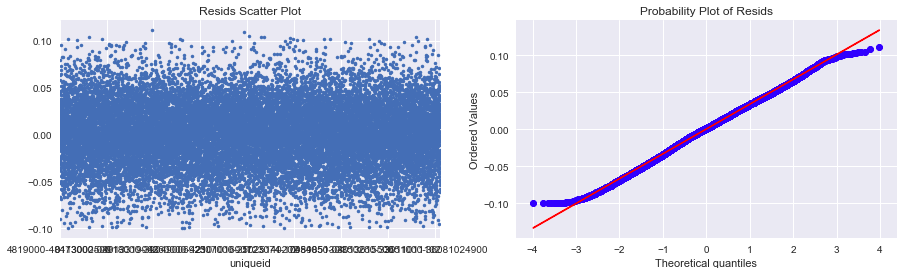 Resids Scatter Plot
Probability Plot of Resids
0.10
0.05
0.00
−0.05
−0.10
uniqueid
Ordered Values
0.10
0.05
0.00
−0.05
−0.10
−4 −3 −2 −1 0 1 2 3 4
Theoretical quantiles